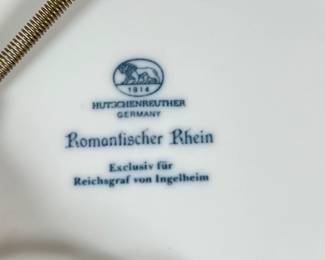 1814
HUTSCHENREUTHER
GERMANY
Romantischer Rhein
Exclusiv für
Reichsgraf von Ingelheim